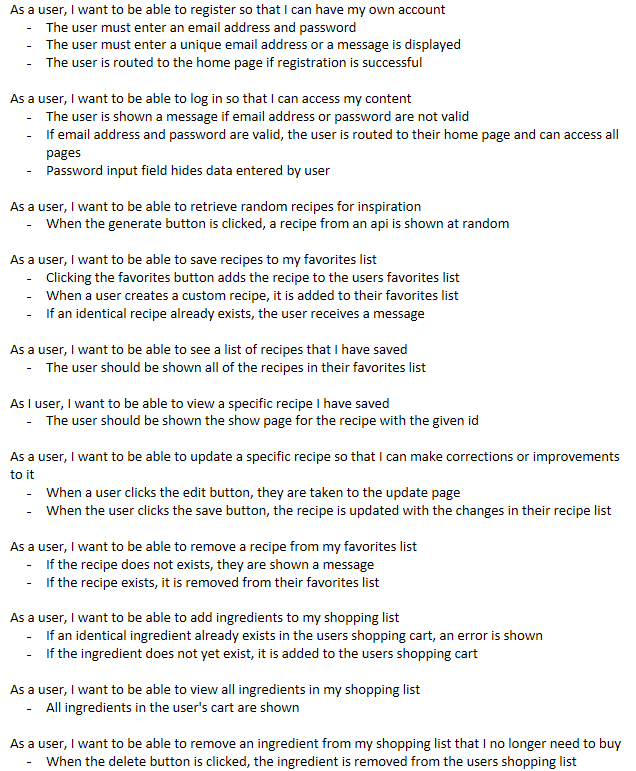 As a user, I want to be able to register so that I can have my own account
- The user must enter an email address and password
- The user must enter a unique email address or a message is displayed
- The user is routed to the home page if registration is successful
As a user, I want to be able to log in so that I can access my content
- The user is shown a message if email address or password are not valid
- If email address and password are valid, the user is routed to their home page and can access all
pages
- Password input field hides data entered by user
As a user, I want to be able to retrieve random recipes for inspiration
- When the generate button is clicked, a recipe from an api is shown at random
As a user, I want to be able to save recipes to my favorites list
- Clicking the favorites button adds the recipe to the users favorites list
- When a user creates a custom recipe, it is added to their favorites list
- If an identical recipe already exists, the user receives a message
As a user, I want to be able to see a list of recipes that I have saved
- The user should be shown all of the recipes in their favorites list
As I user, I want to be able to view a specific recipe I have saved
- The user should be shown the show page for the recipe with the given id
As a user, I want to be able to update a specific recipe so that I can make corrections or improvements
to it
- When a user clicks the edit button, they are taken to the update page
- When the user clicks the save button, the recipe is updated with the changes in their recipe list
As a user, I want to be able to remove a recipe from my favorites list
- If the recipe does not exists, they are shown a message
- If the recipe exists, it is removed from their favorites list
As a user, I want to be able to add ingredients to my shopping list
- If an identical ingredient already exists in the users shopping cart, an error is shown
- If the ingredient does not yet exist, it is added to the users shopping cart
As a user, I want to be able to view all ingredients in my shopping list
- All ingredients in the user's cart are shown
As a user, I want to be able to remove an ingredient from my shopping list that I no longer need to buy
- When the delete button is clicked, the ingredient is removed from the users shopping list